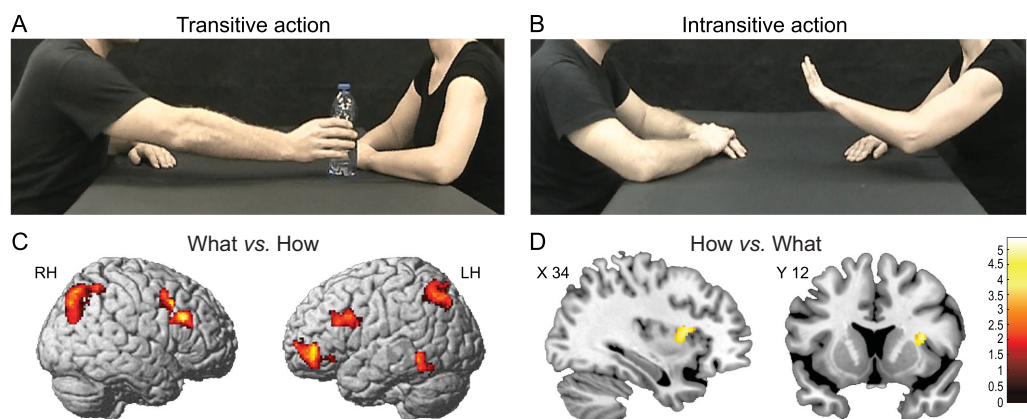 A Transitive action
B Intransitive action
C What vs. How
RH
LH
D How vs. What
X 34
Y 12
5
4.5
4
3.5
3
2.5
2
1.5
1
0.5
0